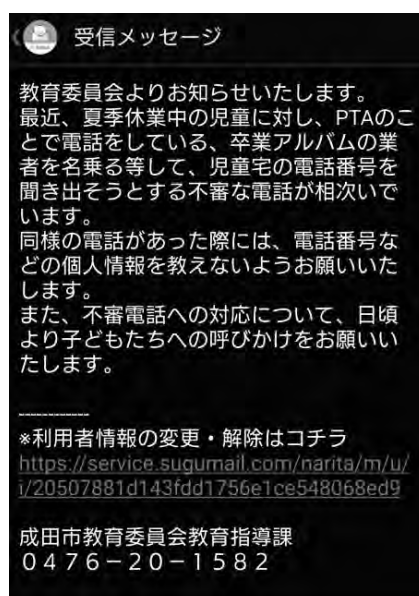 受信メッセージ
教育委員会よりお知らせいたします。
最近、夏季休業中の児童に対し、PTAのこ
とで電話をしている、卒業アルバムの業
者を名乗る等して、児童宅の電話番号を
聞き出そうとする不審な電話が相次いで
います。
同様の電話があった際には、電話番号な
どの個人情報を教えないようお願いいた
します。
また、不審電話への対応について、日頃
より子どもたちへの呼びかけをお願いい
たします。
------------
※利用者情報の変更・解除はコチラ
https://service.sugumail.com/narita/m/u/
i/20507881d143fdd1756e1ce548068ed9
成田市教育委員会教育指導課
０４７６－２０－１５８２